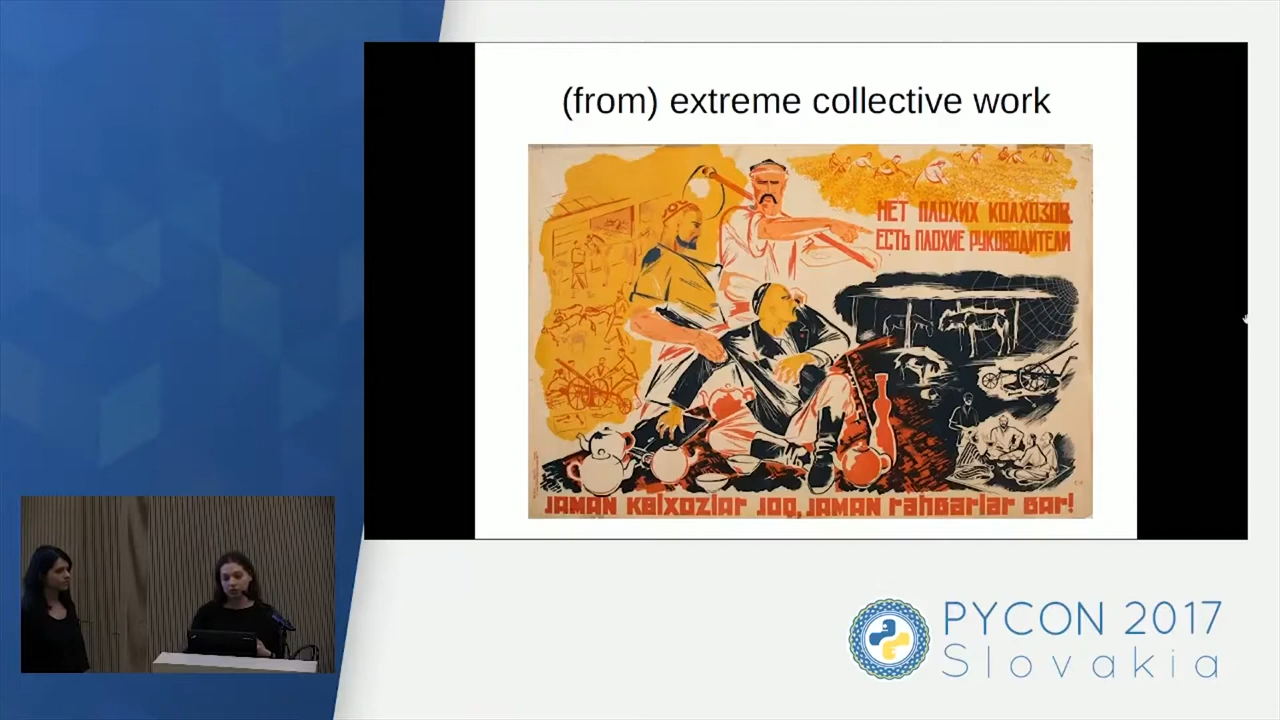 (from) extreme collective work
НЕТ ПЛОХИХ КОЛХОЗОВ,
ЕСТЬ ПЛОХИЕ РУКОВОДИТЕЛИ
JAMAN KOLXOZLAR JOQ, JAMAN RAHBARLAR BAR!
PYCON 2017
Slovakia